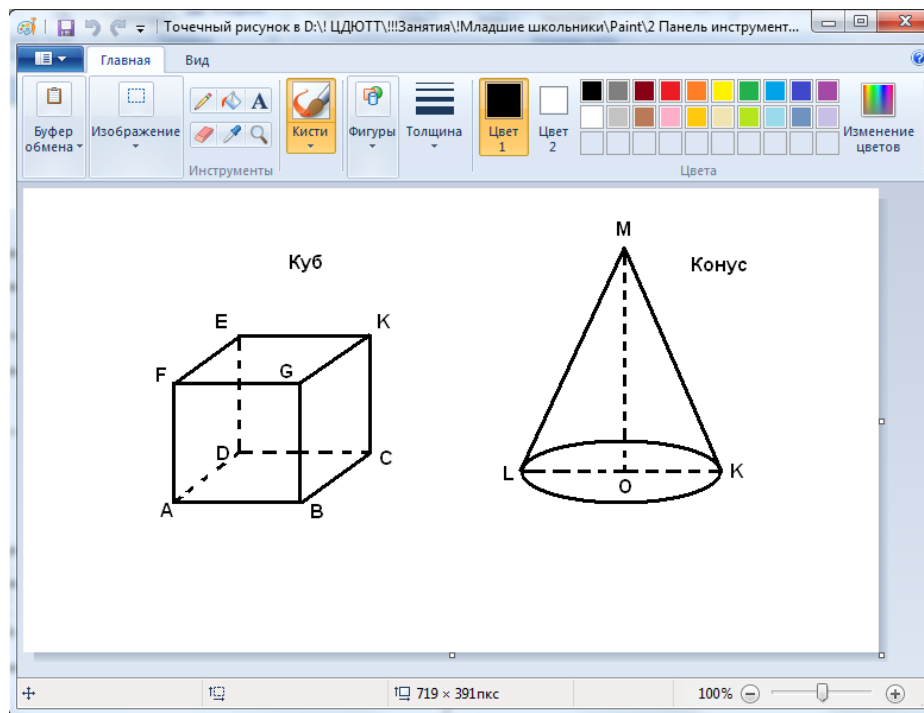 Точечный рисунок в D:\! ЦДЮТТ\!!!Занятия\!Младшие школьники\Paint\2 Панель инструмент...
Главная
Вид
Буфер обмена
Изображение
A
Инструменты
Кисти
Фигуры
Толщина
Цвет 1
Цвет 2
Цвета
Изменение цветов
Куб
E
K
F
G
D
C
A
B
M
Конус
L
O
K
719 × 391пкс
100%